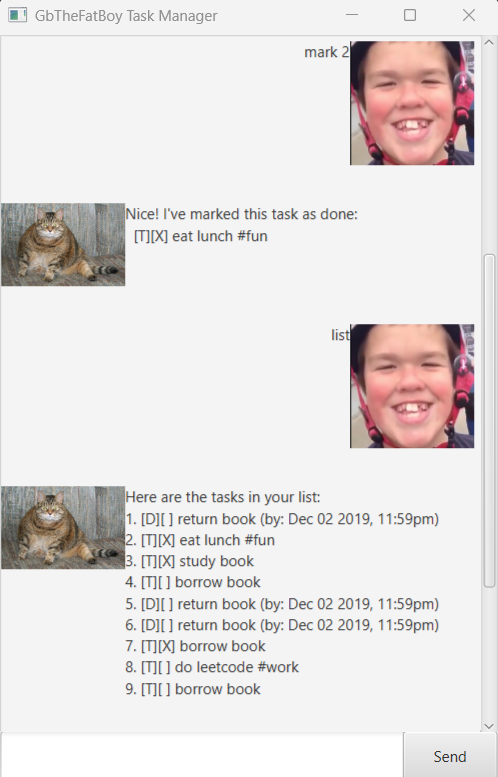 GbTheFatBoy Task Manager
mark 2
Nice! I've marked this task as done:
[T][X] eat lunch #fun
list
Here are the tasks in your list:
1. [D][ ] return book (by: Dec 02 2019, 11:59pm)
2. [T][X] eat lunch #fun
3. [T][X] study book
4. [T][ ] borrow book
5. [D][ ] return book (by: Dec 02 2019, 11:59pm)
6. [D][ ] return book (by: Dec 02 2019, 11:59pm)
7. [T][X] borrow book
8. [T][ ] do leetcode #work
9. [T][ ] borrow book
Send